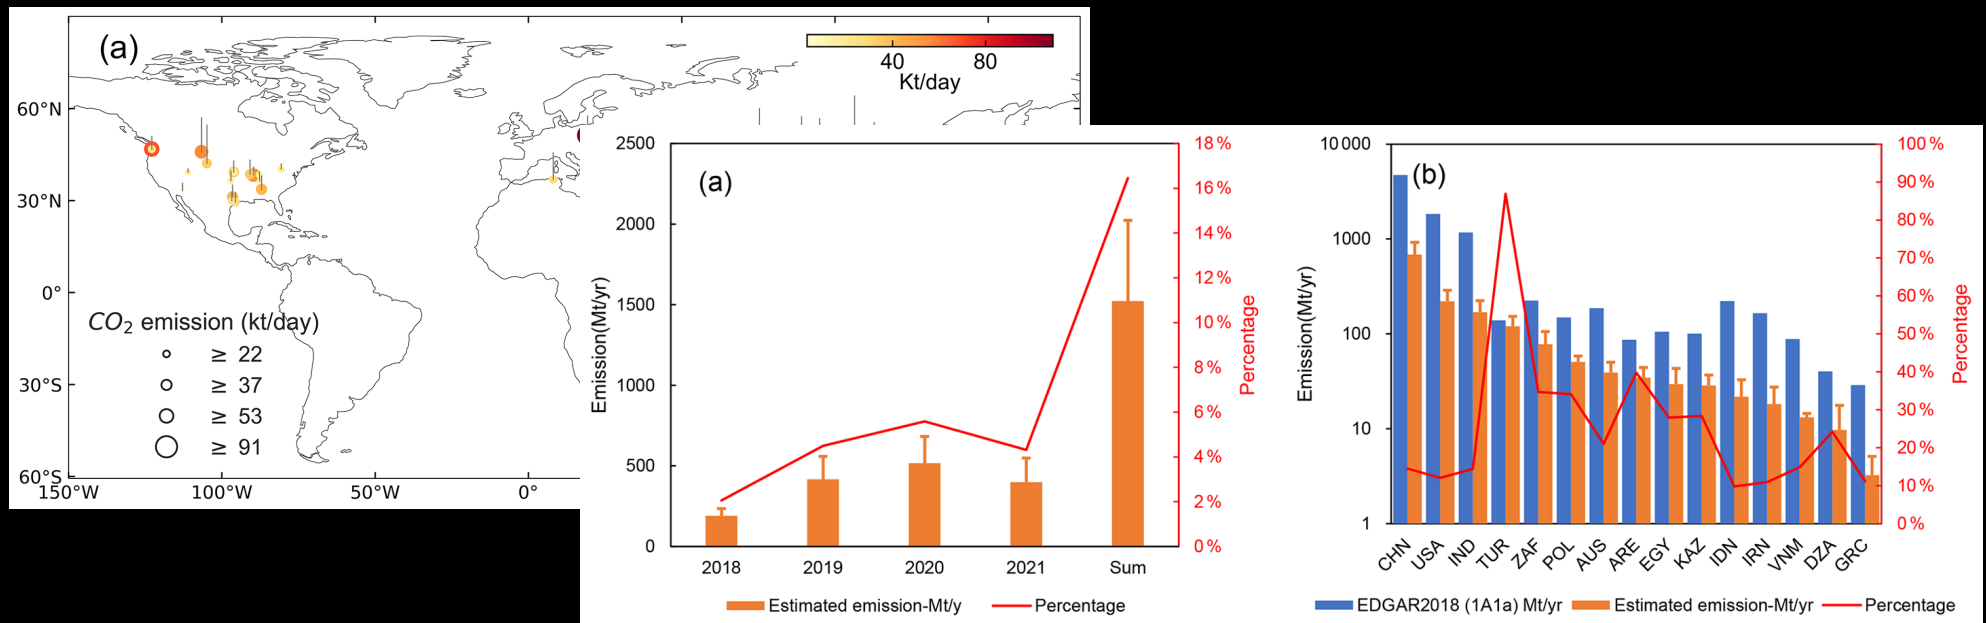 (a)
40 80
Kt/day
60°N
30°N
0°
30°S
60°S
CO2 emission (kt/day)
≥ 22
≥ 37
≥ 53
≥ 91
150°W 100°W 50°W 0°
(a)
Emission(Mt/yr)
2500
2000
1500
1000
500
0
18%
16%
14%
12%
10%
8%
6%
4%
2%
0%
Percentage
2018 2019 2020 2021 Sum
Estimated emission-Mt/y Percentage
(b)
Emission(Mt/yr)
10000
1000
100
10
1
100%
90%
80%
70%
60%
50%
40%
30%
20%
10%
0%
Percentage
CHN USA IND TUR ZAF POL AUS ARE EGY KAZ IDN IRN VNM DZA GRC
EDGAR2018 (1A1a) Mt/yr Estimated emission-Mt/yr Percentage